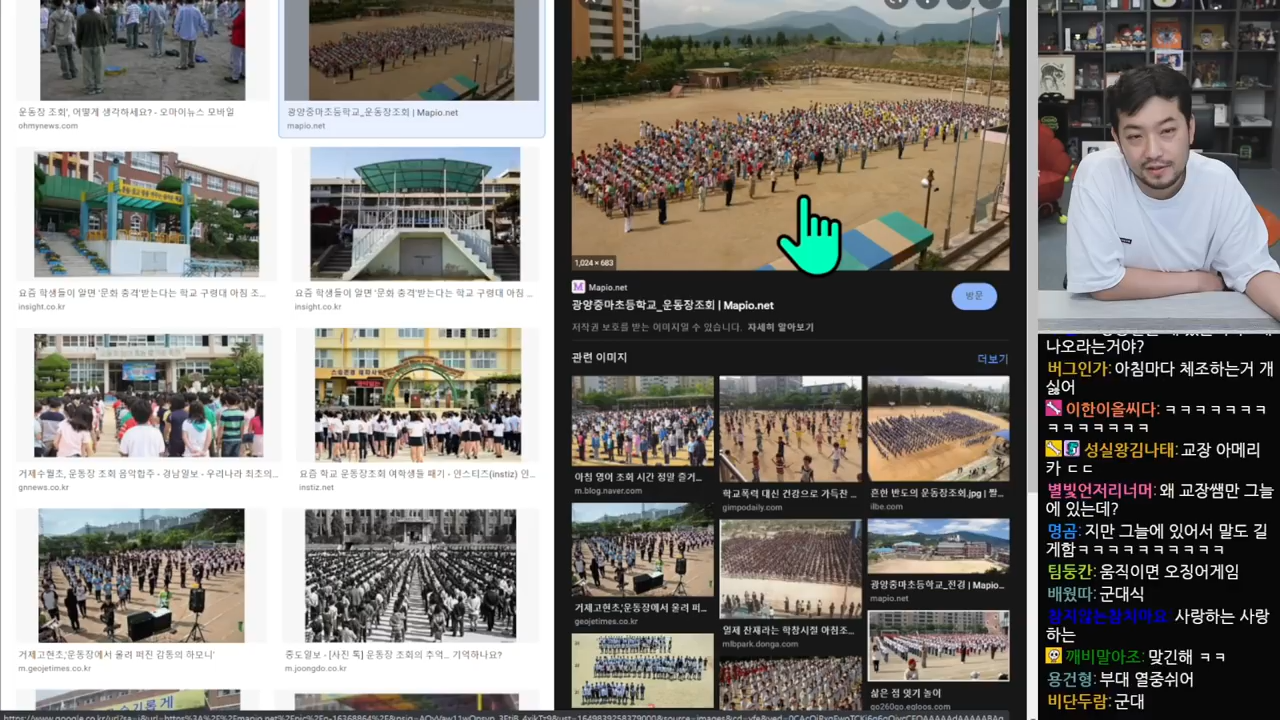 운동장 조회', 어떻게 생각하세요? - 오마이뉴스 모바일
ohmynews.com
광양중마초등학교_운동장조회 | Mapio.net
mapio.net
요즘 학생들이 알면 '문화 충격'받는다는 학교 구령대 아침 조...
insight.co.kr
요즘 학생들이 알면 '문화 충격'받는다는 학교 구령대 아침 ...
insight.co.kr
거제수월초, 운동장 조회 음악합주 - 경남일보 - 우리나라 최초의...
gnnews.co.kr
요즘 학교 운동장조회 여학생들 패기 - 인스티즈(instiz) 인...
instiz.net
거제고현초,'운동장에서 울려 퍼진 감동의 하모니'
m.geojetimes.co.kr
중도일보 - [사진 톡] 운동장 조회의 추억... 기억하나요?
m.joongdo.co.kr
1,024 × 683
M Mapio.net
광양중마초등학교_운동장조회 | Mapio.net
방문
저작권 보호를 받는 이미지일 수 있습니다. 자세히 알아보기
관련 이미지
더보기
아침 영어 조회 시간 정말 즐거...
m.blog.naver.com
학교폭력 대신 건강으로 가득찬 ...
gimpodaily.com
흔한 반도의 운동장조회.jpg | 짤...
ilbe.com
거제고현초,'운동장에서 울려 퍼...
geojetimes.co.kr
일제 잔재라는 학창시절 아침조...
mlbpark.donga.com
광양중마초등학교_전경 | Mapio...
mapio.net
삶은 점 잇기 놀이
go260go.egloos.com
나오라는거야?
버그인가: 아침마다 체조하는거 개
싫어
이한이올씨다: ㅋㅋㅋㅋㅋㅋㅋ
ㅋㅋㅋㅋㅋㅋㅋ
성실왕김나태: 교장 아메리
카 ㄷㄷ
별빛언저리너머: 왜 교장쌤만 그늘
에 있는데?
명곰: 지만 그늘에 있어서 말도 길
게함ㅋㅋㅋㅋㅋㅋㅋㅋㅋㅋ
팀둥칸: 움직이면 오징어게임
배웠따: 군대식
참지않는참치마요: 사랑하는 사랑
하는
깨비말아조: 맞긴해 ㅋㅋ
용건형: 부대 열중쉬어
비단두람: 군대